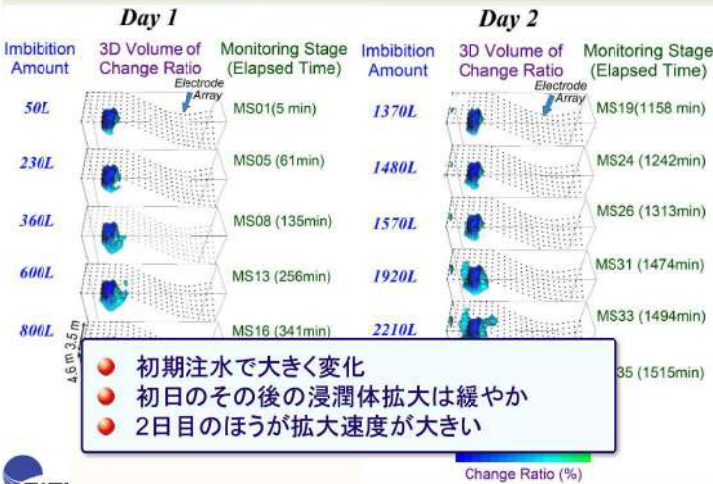 Day 1
Imbibition Amount
3D Volume of Change Ratio
Monitoring Stage (Elapsed Time)
Electrode Array
50L
MS01(5 min)
230L
MS05 (61min)
360L
MS08 (135min)
600L
MS13 (256min)
800L
MS16 (341min)
4.6 m
3.5 m
Day 2
Imbibition Amount
3D Volume of Change Ratio
Monitoring Stage (Elapsed Time)
Electrode Array
1370L
MS19(1158 min)
1480L
MS24 (1242min)
1570L
MS26 (1313min)
1920L
MS31 (1474min)
2210L
MS33 (1494min)
35 (1515min)
初期注水で大きく変化
初日のその後の浸潤体拡大は緩やか
2日目のほうが拡大速度が大きい
Change Ratio (%)